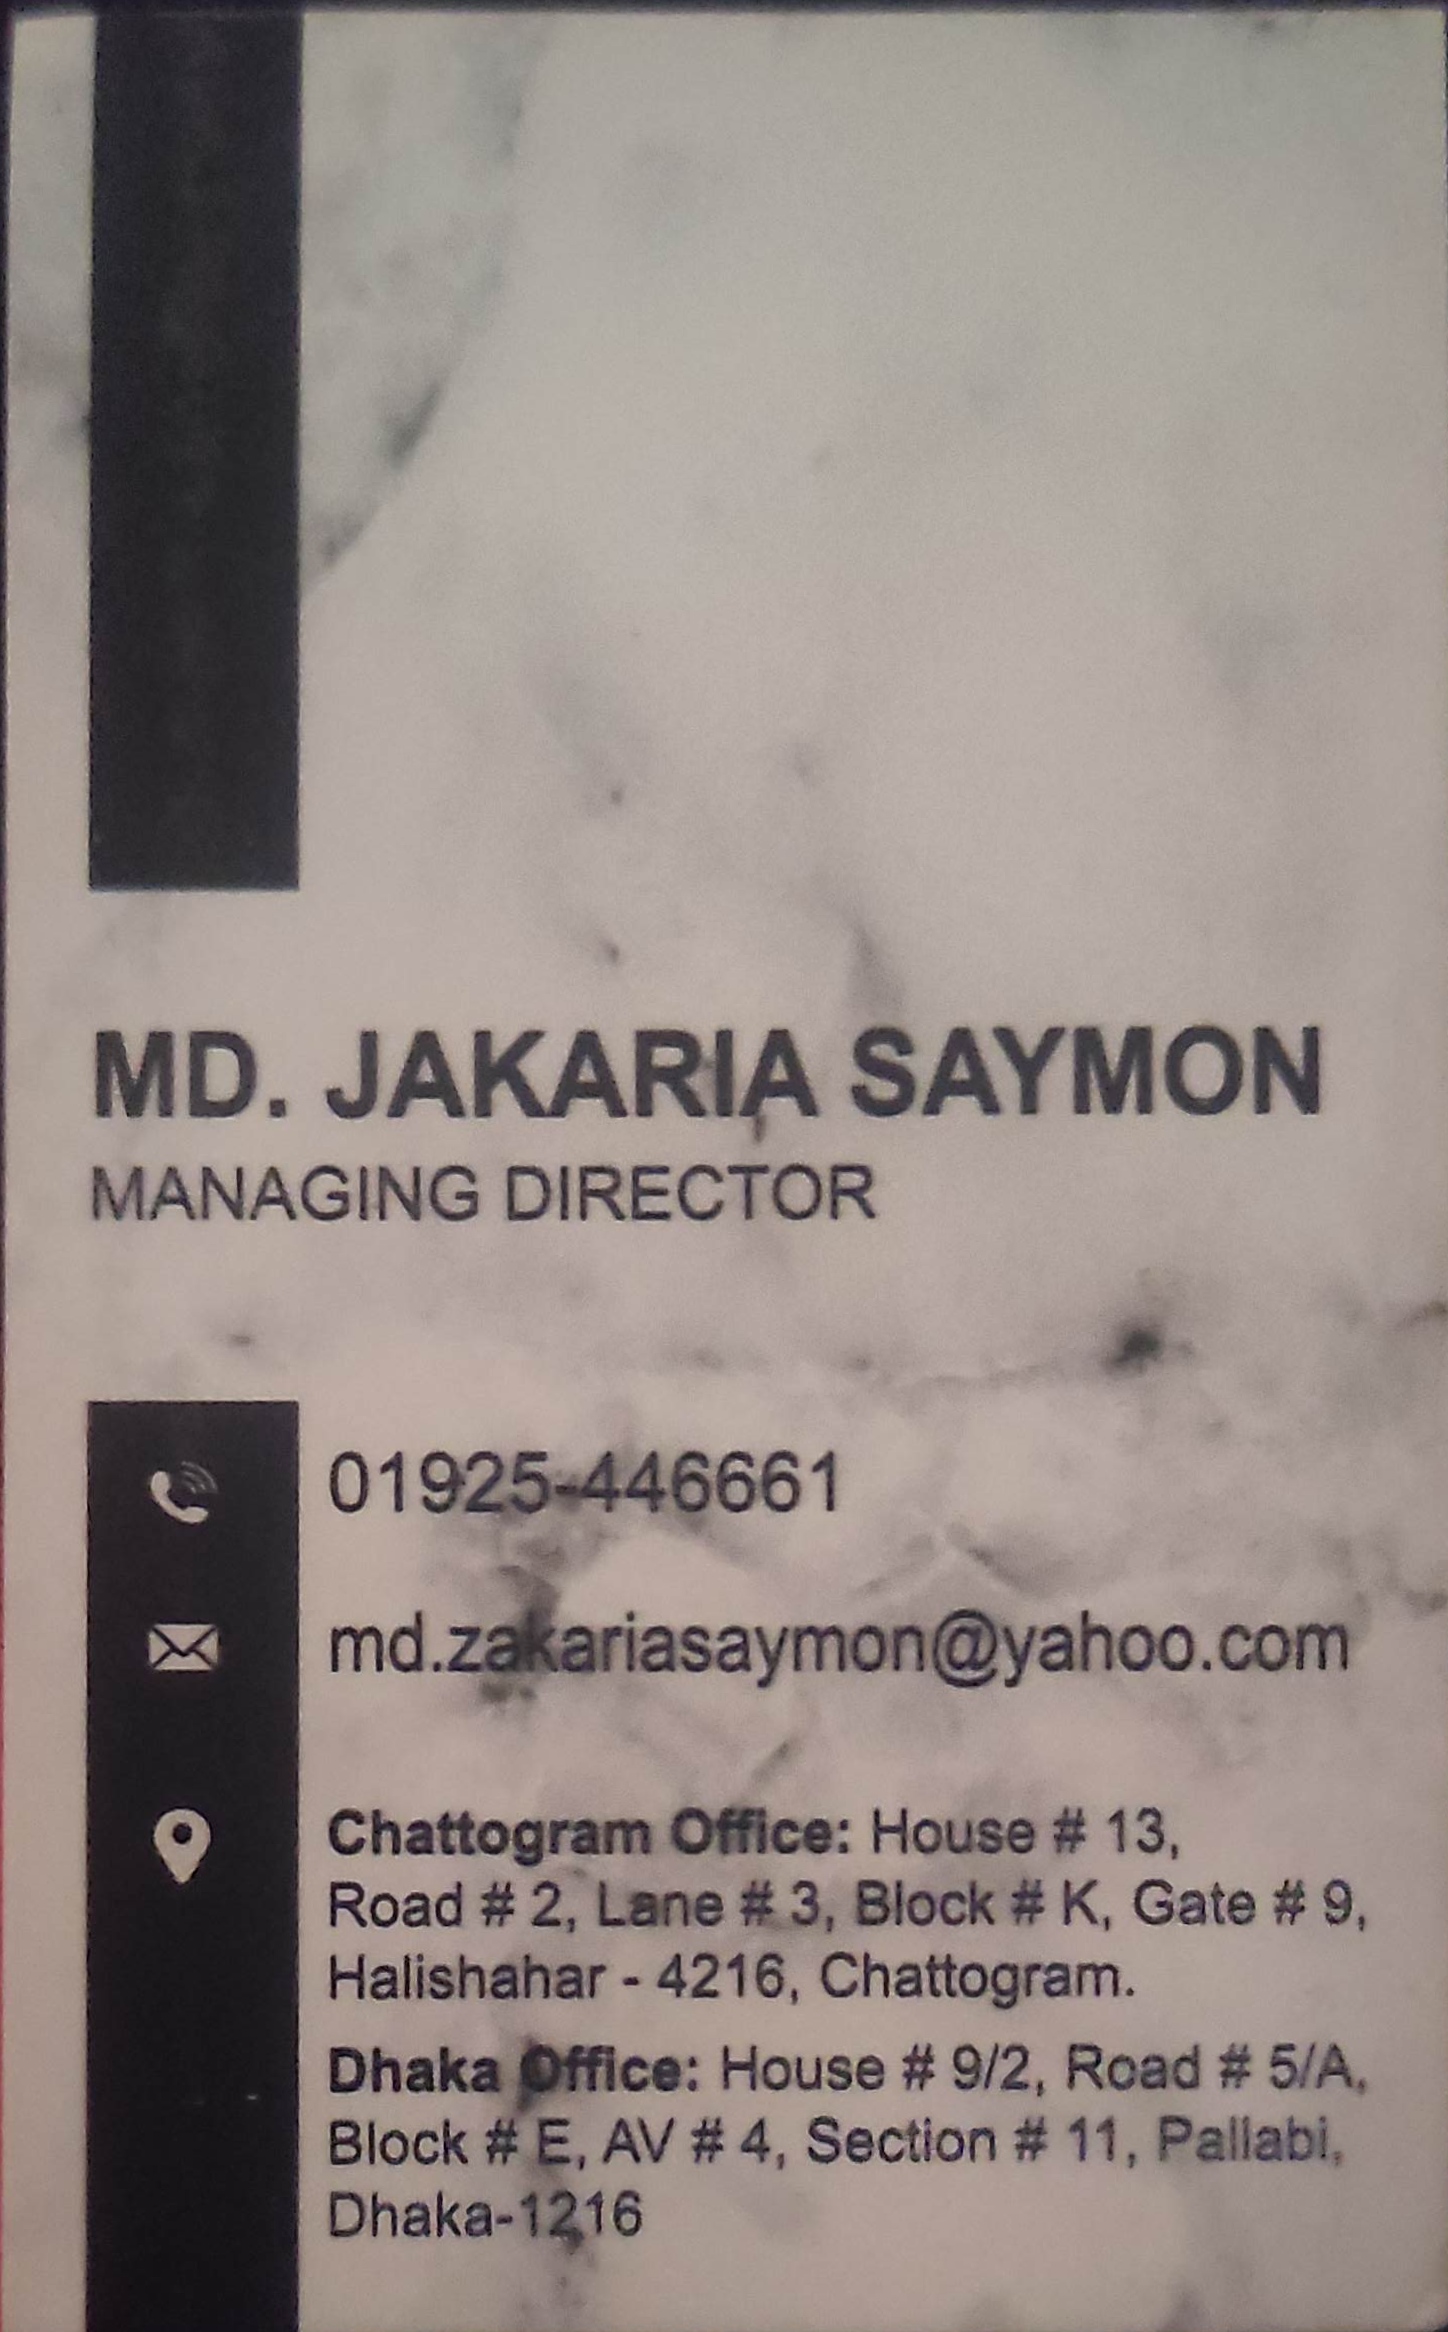 MD. JAKARIA SAYMON
MANAGING DIRECTOR
01925-446661
md.zakariasaymon@yahoo.com
Chattogram Office: House # 13,
Road # 2, Lane # 3, Block # K, Gate # 9,
Halishahar - 4216, Chattogram.
Dhaka Office: House # 9/2, Road # 5/A,
Block # E, AV # 4, Section # 11, Pallabi,
Dhaka-1216